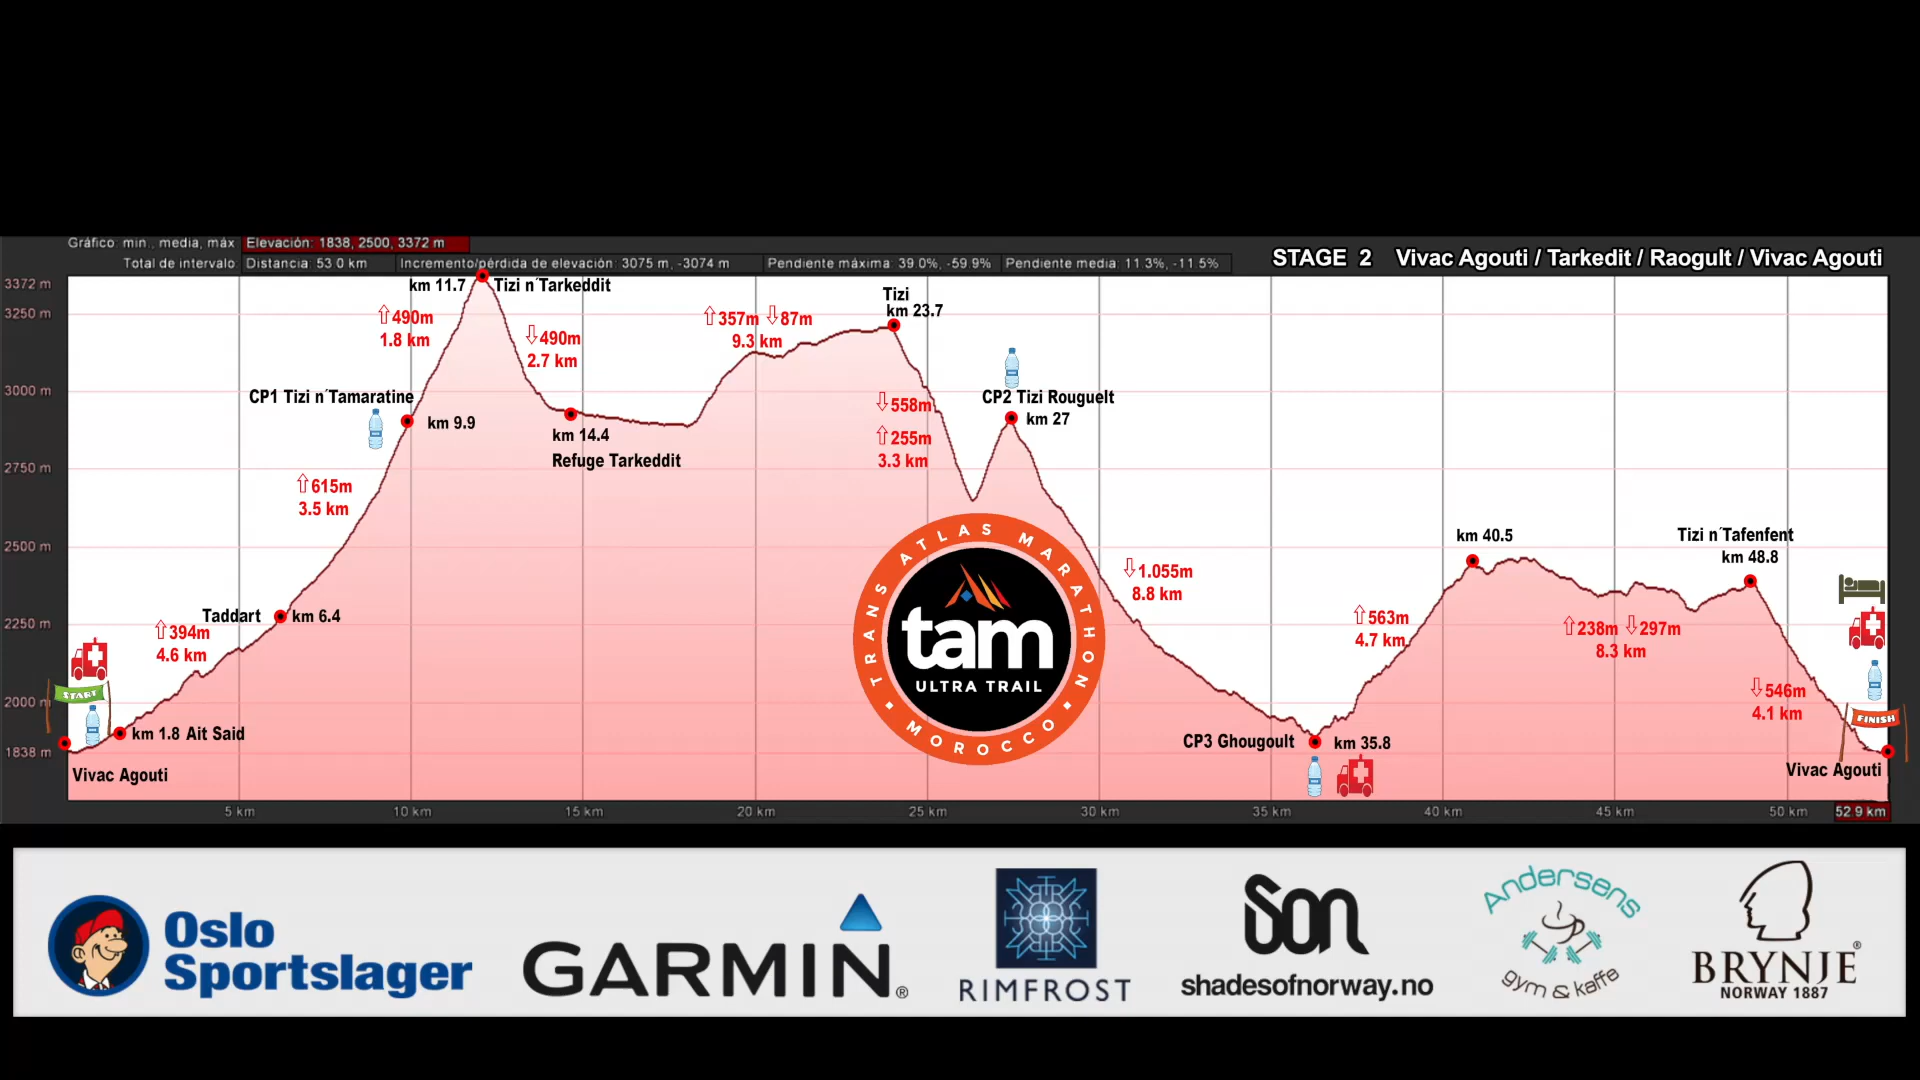 Gráfico: min., media, máx Elevación: 1838, 2500, 3372 m
Total de intervalo: Distancia: 53.0 km Incremento/pérdida de elevación: 3075 m, -3074 m Pendiente máxima: 39.0%, -59.9% Pendiente media: 11.3%, -11.5%
STAGE 2 Vivac Agouti / Tarkedit / Raogult / Vivac Agouti
3372 m
3250 m
3000 m
2750 m
2500 m
2250 m
2000 m
1838 m
START
Vivac Agouti
km 1.8 Ait Said
⇧394m
4.6 km
Taddart
km 6.4
⇧615m
3.5 km
CP1 Tizi n´Tamaratine
km 9.9
⇧490m
1.8 km
km 11.7
Tizi n´Tarkeddit
⇩490m
2.7 km
km 14.4
Refuge Tarkeddit
⇧357m ⇩87m
9.3 km
Tizi
km 23.7
⇩558m
⇧255m
3.3 km
CP2 Tizi Rouguelt
km 27
⇩1.055m
8.8 km
CP3 Ghougoult
km 35.8
⇧563m
4.7 km
km 40.5
⇧238m ⇩297m
8.3 km
Tizi n´Tafenfent
km 48.8
⇩546m
4.1 km
FINISH
Vivac Agouti
TRANS ATLAS MARATHON
tam
ULTRA TRAIL
MOROCCO
5 km
10 km
15 km
20 km
25 km
30 km
35 km
40 km
45 km
50 km
52.9 km
Oslo
Sportslager
GARMIN®
RIMFROST
Son
shadesofnorway.no
Andersens
gym & kaffe
BRYNJE®
NORWAY 1887